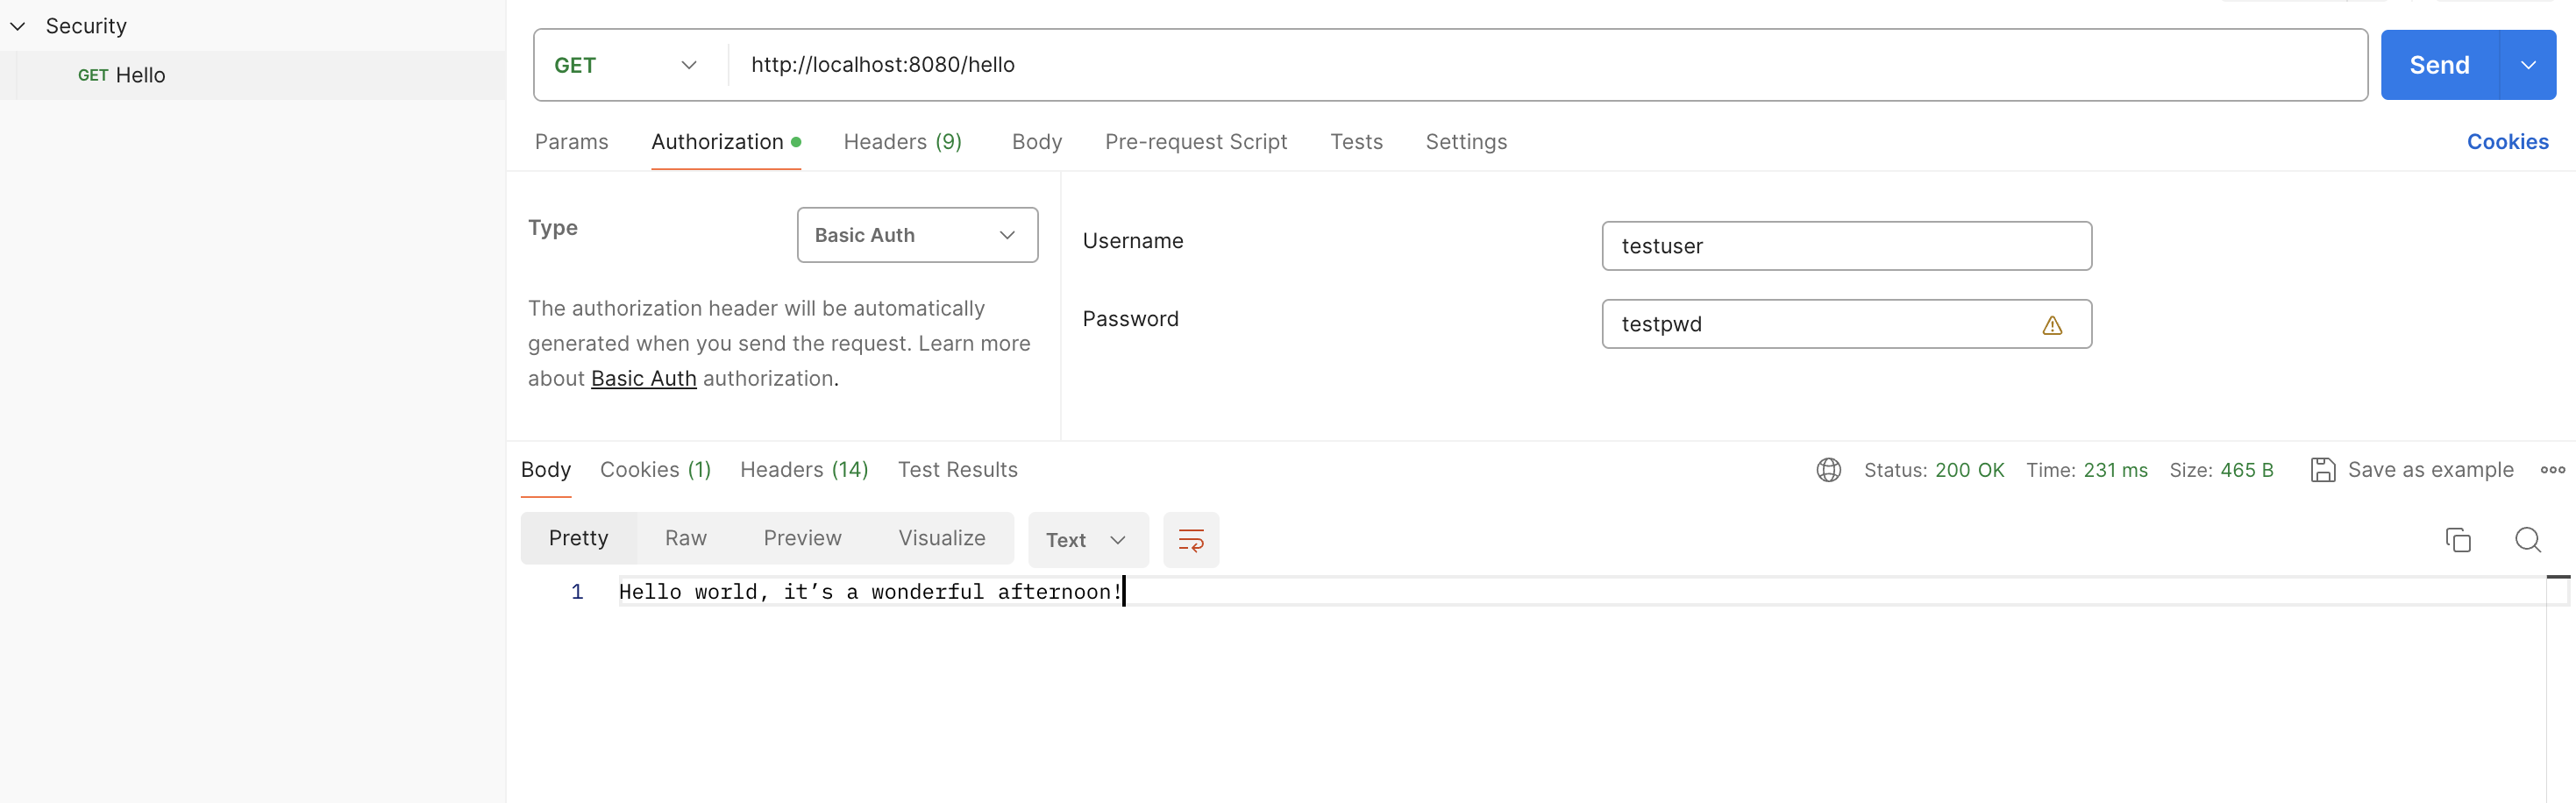 Security
GET Hello
GET http://localhost:8080/hello Send
Params Authorization Headers (9) Body Pre-request Script Tests Settings Cookies
Type Basic Auth
The authorization header will be automatically
generated when you send the request. Learn more
about Basic Auth authorization.
Username testuser
Password testpwd
Body Cookies (1) Headers (14) Test Results Status: 200 OK Time: 231 ms Size: 465 B Save as example
Pretty Raw Preview Visualize Text
1 Hello world, it’s a wonderful afternoon!